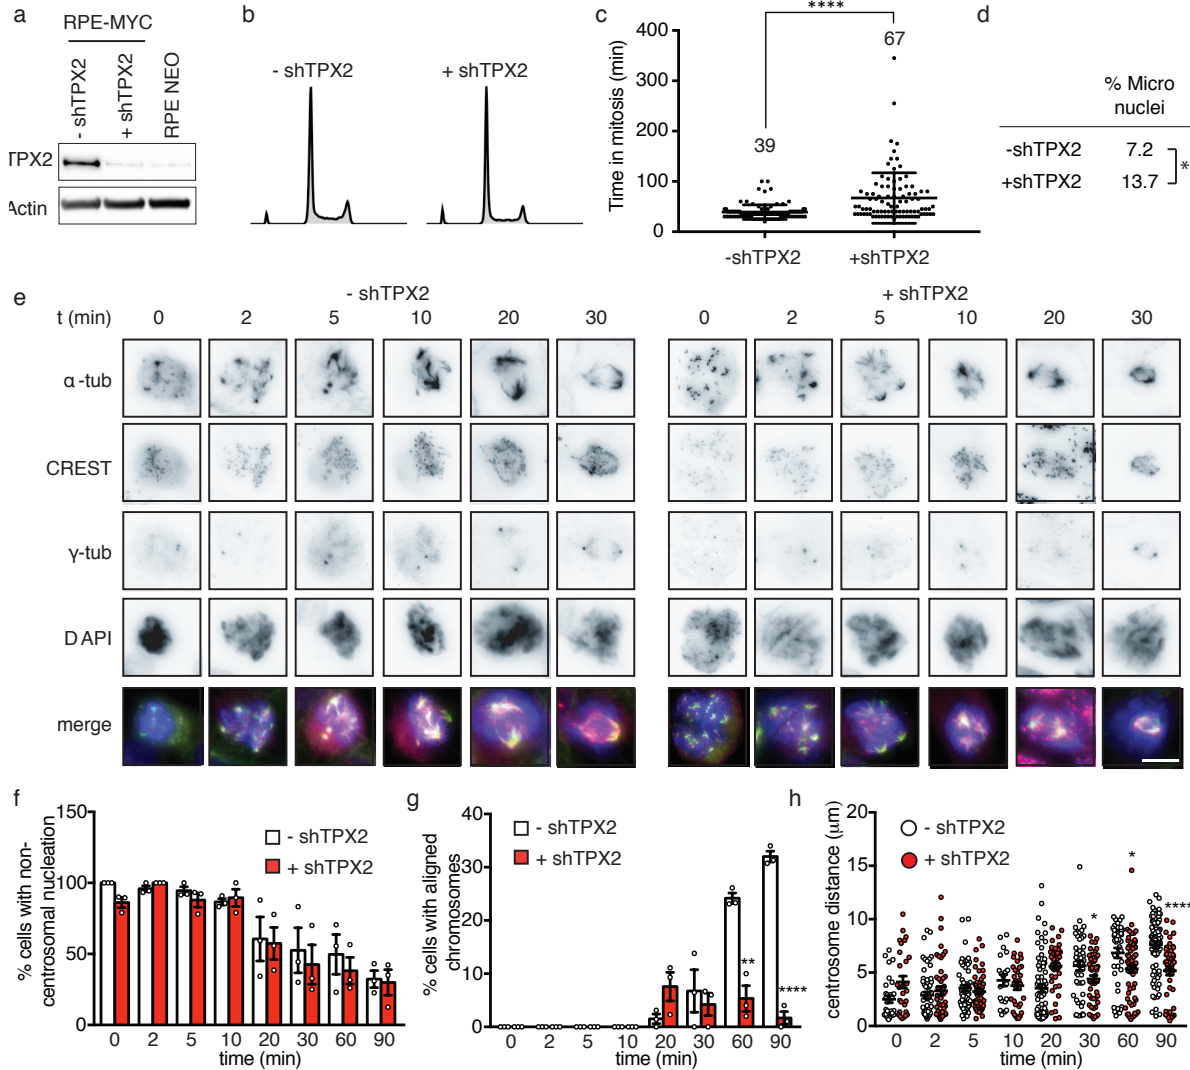 a
RPE-MYC
- shTPX2
+ shTPX2
RPE NEO
TPX2
Actin
b
- shTPX2
+ shTPX2
c
****
Time in mitosis (min)
400
300
200
100
0
39
67
-shTPX2
+shTPX2
d
% Micro
nuclei
-shTPX2 7.2
+shTPX2 13.7
*
e
- shTPX2
+ shTPX2
t (min) 0 2 5 10 20 30 0 2 5 10 20 30
α-tub
CREST
γ-tub
DAPI
merge
f
% cells with non-
centrosomal nucleation
150
100
50
0
- shTPX2
+ shTPX2
0 2 5 10 20 30 60 90
time (min)
g
% cells with aligned
chromosomes
40
30
20
10
0
- shTPX2
+ shTPX2
**
****
0 2 5 10 20 30 60 90
time (min)
h
centrosome distance (µm)
20
15
10
5
0
- shTPX2
+ shTPX2
*
*
****
0 2 5 10 20 30 60 90
time (min)